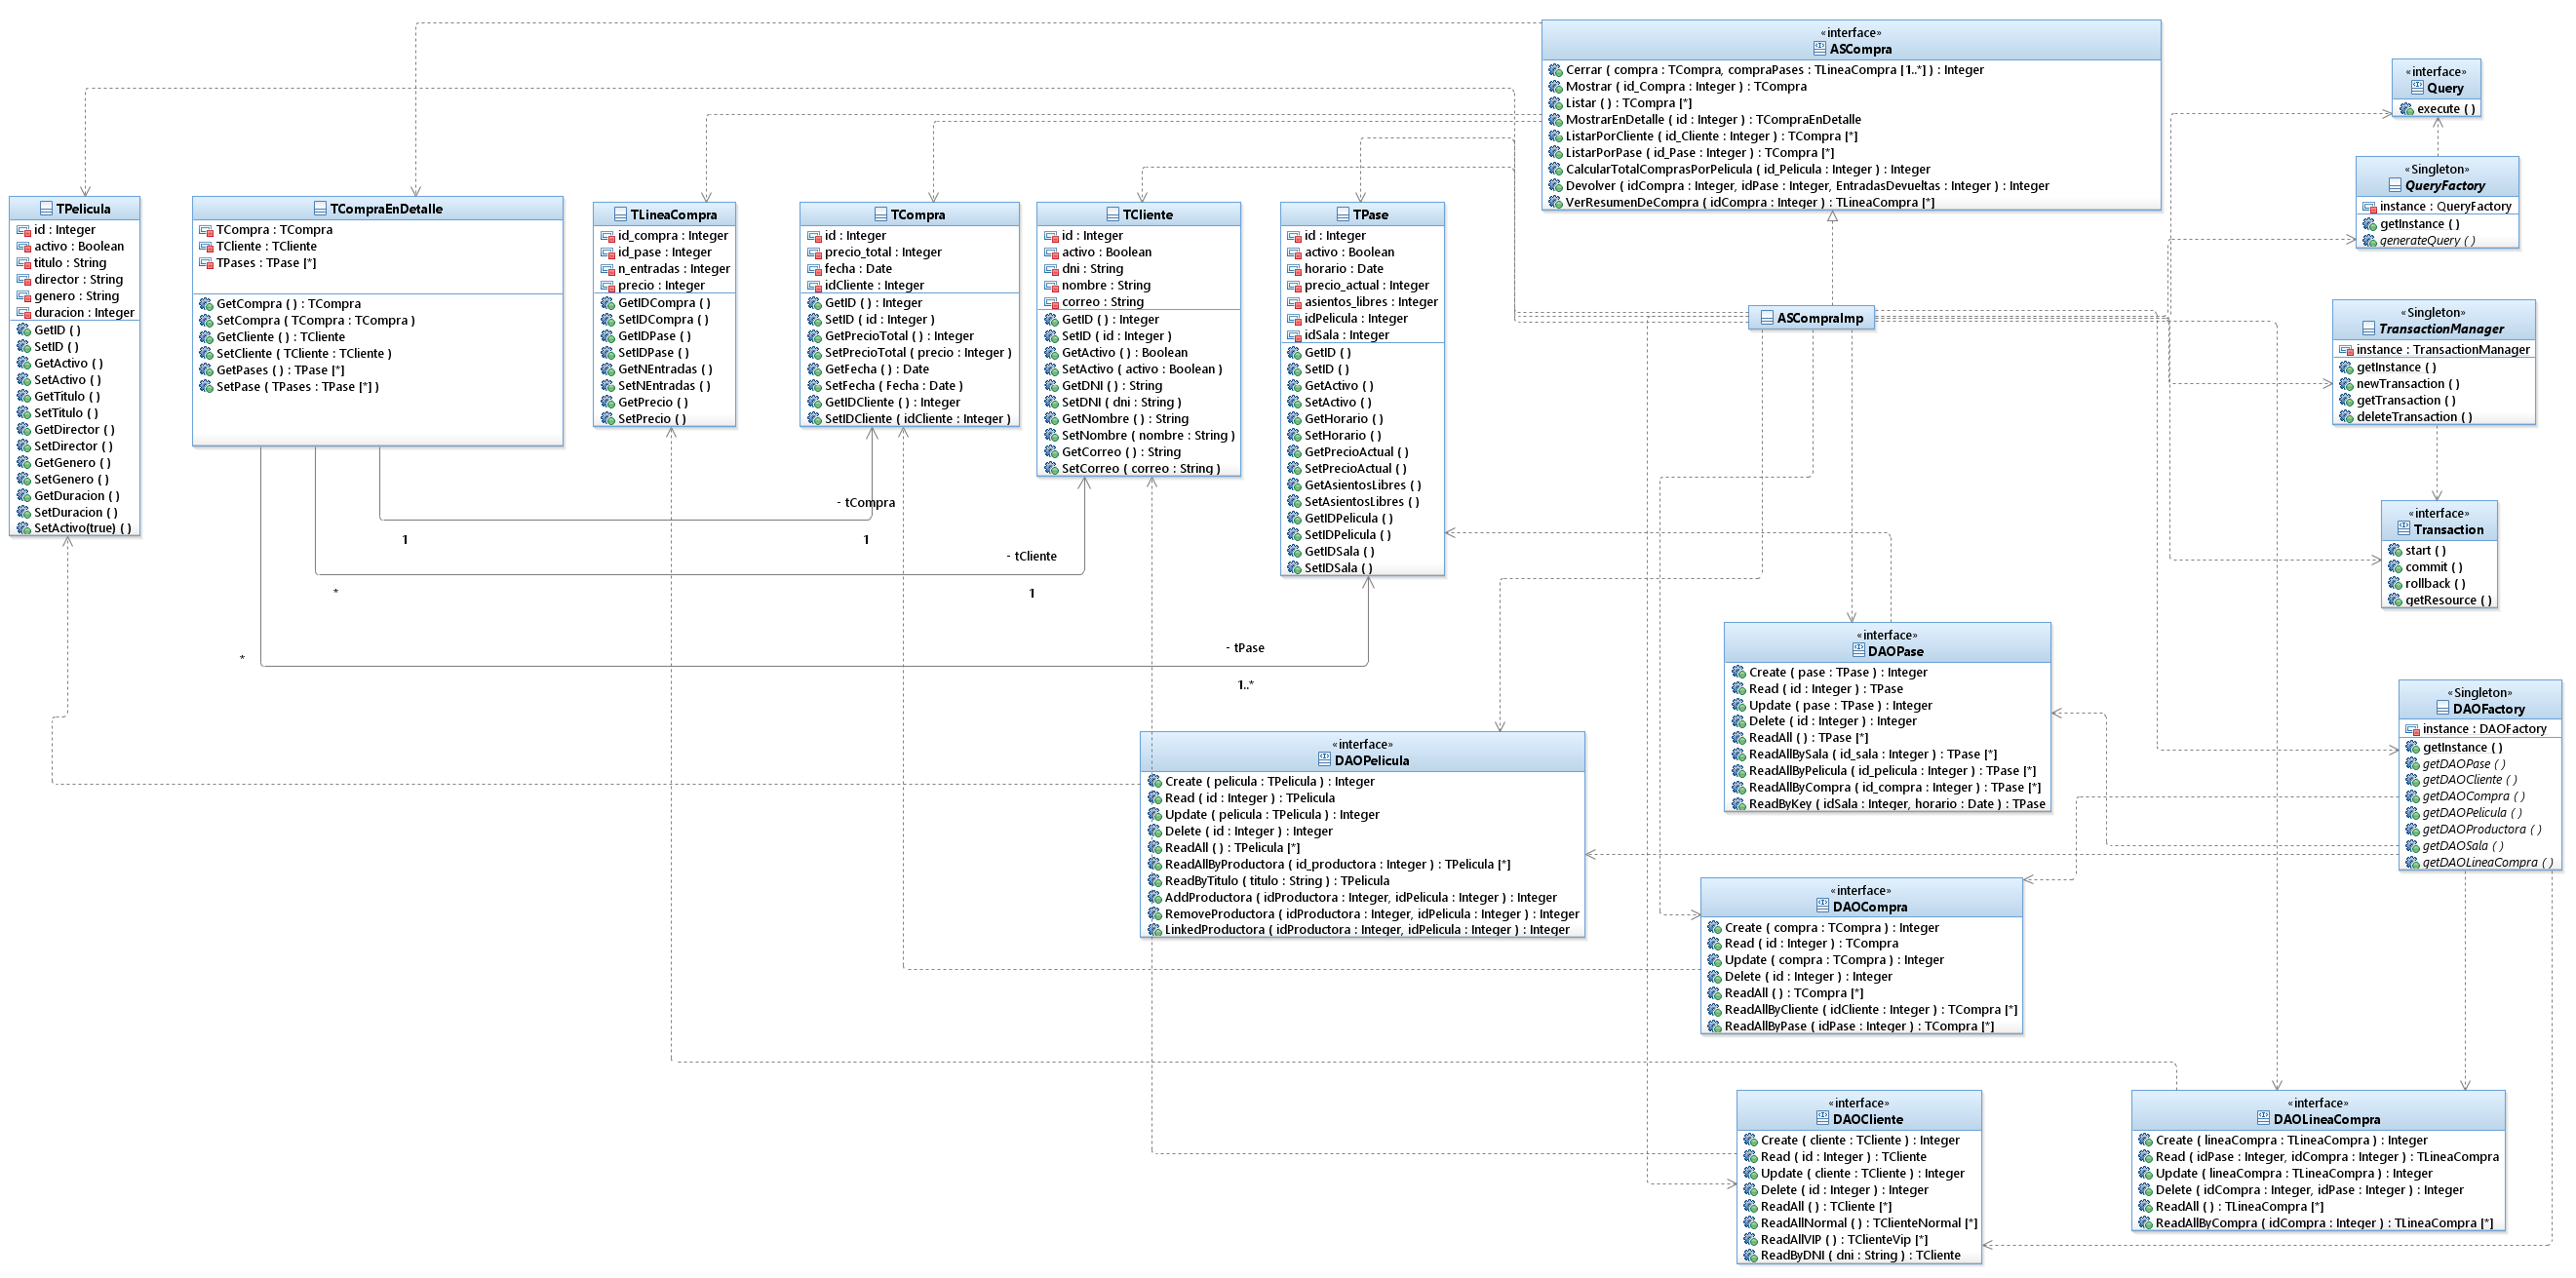 «interface»
ASCompra
Cerrar ( compra : TCompra, compraPases : TLineaCompra [1..*] ) : Integer
Mostrar ( id_Compra : Integer ) : TCompra
Listar ( ) : TCompra [*]
MostrarEnDetalle ( id : Integer ) : TCompraEnDetalle
ListarPorCliente ( id_Cliente : Integer ) : TCompra [*]
ListarPorPase ( id_Pase : Integer ) : TCompra [*]
CalcularTotalComprasPorPelicula ( id_Pelicula : Integer ) : Integer
Devolver ( idCompra : Integer, idPase : Integer, EntradasDevueltas : Integer ) : Integer
VerResumenDeCompra ( idCompra : Integer ) : TLineaCompra [*]
«interface»
Query
execute ( )
«Singleton»
QueryFactory
instance : QueryFactory
getInstance ( )
generateQuery ( )
TPelicula
id : Integer
activo : Boolean
titulo : String
director : String
genero : String
duracion : Integer
GetID ( )
SetID ( )
GetActivo ( )
SetActivo ( )
GetTitulo ( )
SetTitulo ( )
GetDirector ( )
SetDirector ( )
GetGenero ( )
SetGenero ( )
GetDuracion ( )
SetDuracion ( )
SetActivo(true) ( )
TCompraEnDetalle
TCompra : TCompra
TCliente : TCliente
TPases : TPase [*]
GetCompra ( ) : TCompra
SetCompra ( TCompra : TCompra )
GetCliente ( ) : TCliente
SetCliente ( TCliente : TCliente )
GetPases ( ) : TPase [*]
SetPase ( TPases : TPase [*] )
TLineaCompra
id_compra : Integer
id_pase : Integer
n_entradas : Integer
precio : Integer
GetIDCompra ( )
SetIDCompra ( )
GetIDPase ( )
SetIDPase ( )
GetNEntradas ( )
SetNEntradas ( )
GetPrecio ( )
SetPrecio ( )
TCompra
id : Integer
precio_total : Integer
fecha : Date
idCliente : Integer
GetID ( ) : Integer
SetID ( id : Integer )
GetPrecioTotal ( ) : Integer
SetPrecioTotal ( precio : Integer )
GetFecha ( ) : Date
SetFecha ( Fecha : Date )
GetIDCliente ( ) : Integer
SetIDCliente ( idCliente : Integer )
TCliente
id : Integer
activo : Boolean
dni : String
nombre : String
correo : String
GetID ( ) : Integer
SetID ( id : Integer )
GetActivo ( ) : Boolean
SetActivo ( activo : Boolean )
GetDNI ( ) : String
SetDNI ( dni : String )
GetNombre ( ) : String
SetNombre ( nombre : String )
GetCorreo ( ) : String
SetCorreo ( correo : String )
TPase
id : Integer
activo : Boolean
horario : Date
precio_actual : Integer
asientos_libres : Integer
idPelicula : Integer
idSala : Integer
GetID ( )
SetID ( )
GetActivo ( )
SetActivo ( )
GetHorario ( )
SetHorario ( )
GetPrecioActual ( )
SetPrecioActual ( )
GetAsientosLibres ( )
SetAsientosLibres ( )
GetIDPelicula ( )
SetIDPelicula ( )
GetIDSala ( )
SetIDSala ( )
ASCompraImp
«Singleton»
TransactionManager
instance : TransactionManager
getInstance ( )
newTransaction ( )
getTransaction ( )
deleteTransaction ( )
«interface»
Transaction
start ( )
commit ( )
rollback ( )
getResource ( )
- tCompra
1
1
- tCliente
*
1
- tPase
*
1..*
«interface»
DAOPase
Create ( pase : TPase ) : Integer
Read ( id : Integer ) : TPase
Update ( pase : TPase ) : Integer
Delete ( id : Integer ) : Integer
ReadAll ( ) : TPase [*]
ReadAllBySala ( id_sala : Integer ) : TPase [*]
ReadAllByPelicula ( id_pelicula : Integer ) : TPase [*]
ReadAllByCompra ( id_compra : Integer ) : TPase [*]
ReadByKey ( idSala : Integer, horario : Date ) : TPase
«Singleton»
DAOFactory
instance : DAOFactory
getInstance ( )
getDAOPase ( )
getDAOCliente ( )
getDAOCompra ( )
getDAOPelicula ( )
getDAOProductora ( )
getDAOSala ( )
getDAOLineaCompra ( )
«interface»
DAOPelicula
Create ( pelicula : TPelicula ) : Integer
Read ( id : Integer ) : TPelicula
Update ( pelicula : TPelicula ) : Integer
Delete ( id : Integer ) : Integer
ReadAll ( ) : TPelicula [*]
ReadAllByProductora ( id_productora : Integer ) : TPelicula [*]
ReadByTitulo ( titulo : String ) : TPelicula
AddProductora ( idProductora : Integer, idPelicula : Integer ) : Integer
RemoveProductora ( idProductora : Integer, idPelicula : Integer ) : Integer
LinkedProductora ( idProductora : Integer, idPelicula : Integer ) : Integer
«interface»
DAOCompra
Create ( compra : TCompra ) : Integer
Read ( id : Integer ) : TCompra
Update ( compra : TCompra ) : Integer
Delete ( id : Integer ) : Integer
ReadAll ( ) : TCompra [*]
ReadAllByCliente ( idCliente : Integer ) : TCompra [*]
ReadAllByPase ( idPase : Integer ) : TCompra [*]
«interface»
DAOCliente
Create ( cliente : TCliente ) : Integer
Read ( id : Integer ) : TCliente
Update ( cliente : TCliente ) : Integer
Delete ( id : Integer ) : Integer
ReadAll ( ) : TCliente [*]
ReadAllNormal ( ) : TClienteNormal [*]
ReadAllVIP ( ) : TClienteVip [*]
ReadByDNI ( dni : String ) : TCliente
«interface»
DAOLineaCompra
Create ( lineaCompra : TLineaCompra ) : Integer
Read ( idPase : Integer, idCompra : Integer ) : TLineaCompra
Update ( lineaCompra : TLineaCompra ) : Integer
Delete ( idCompra : Integer, idPase : Integer ) : Integer
ReadAll ( ) : TLineaCompra [*]
ReadAllByCompra ( idCompra : Integer ) : TLineaCompra [*]